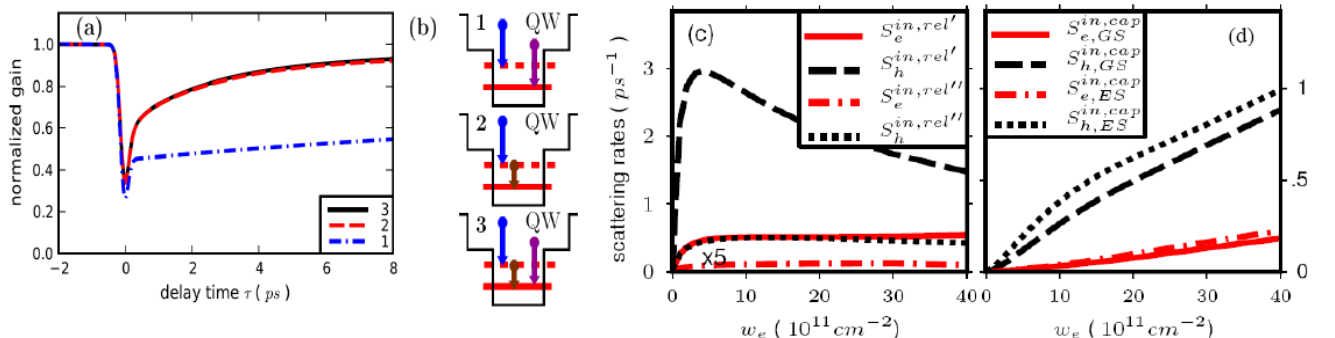 (a)
normalized gain
1.0
0.8
0.6
0.4
0.2
0.0
−2
0
2
4
6
8
delay time τ ( ps )
3
2
1
(b)
1 QW
2
3 QW
(c)
scattering rates ( ps⁻¹ )
3
2
1
0
x5
0
10
20
30
40
w_e ( 10¹¹cm⁻² )
S_e^{in,rel′}
S_h^{in,rel′}
S_e^{in,rel″}
S_h^{in,rel″}
(d)
S_{e,GS}^{in,cap}
S_{h,GS}^{in,cap}
S_{e,ES}^{in,cap}
S_{h,ES}^{in,cap}
1
.5
0
0
10
20
30
40
w_e ( 10¹¹cm⁻² )